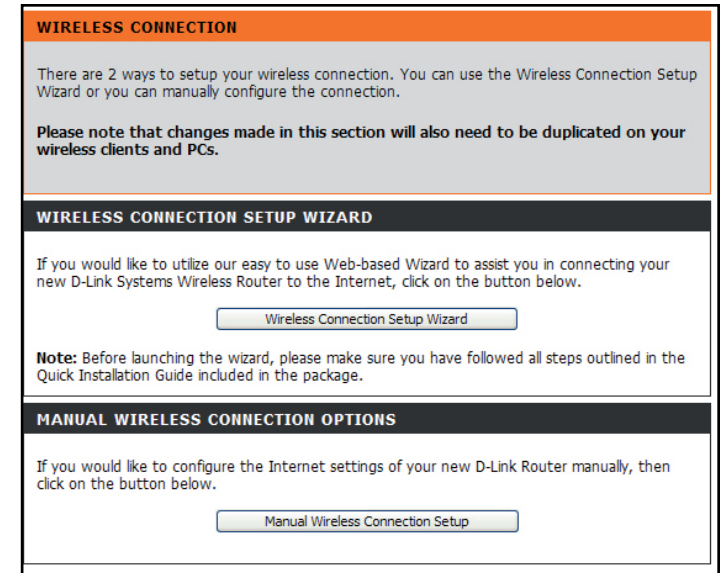 WIRELESS CONNECTION
There are 2 ways to setup your wireless connection. You can use the Wireless Connection Setup
Wizard or you can manually configure the connection.
Please note that changes made in this section will also need to be duplicated on your
wireless clients and PCs.
WIRELESS CONNECTION SETUP WIZARD
If you would like to utilize our easy to use Web-based Wizard to assist you in connecting your
new D-Link Systems Wireless Router to the Internet, click on the button below.
Wireless Connection Setup Wizard
Note: Before launching the wizard, please make sure you have followed all steps outlined in the
Quick Installation Guide included in the package.
MANUAL WIRELESS CONNECTION OPTIONS
If you would like to configure the Internet settings of your new D-Link Router manually, then
click on the button below.
Manual Wireless Connection Setup